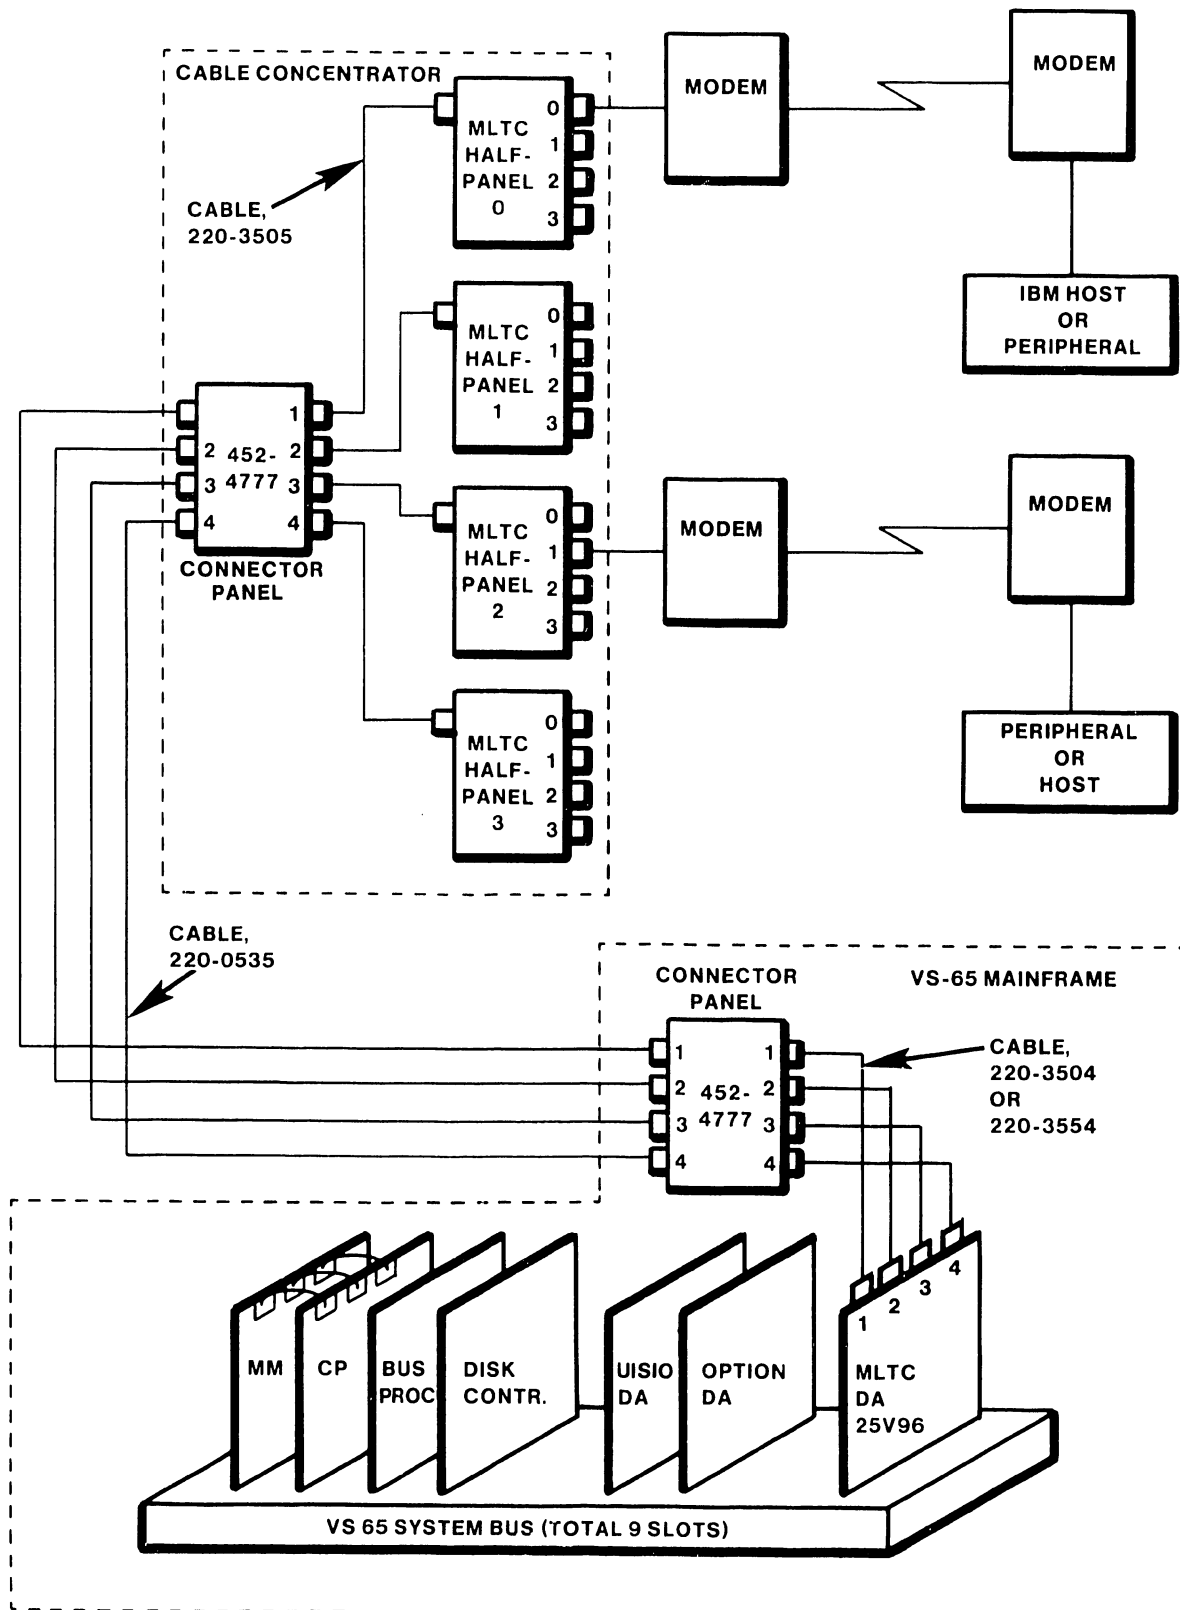 CABLE CONCENTRATOR
MLTC
HALF-
PANEL
0
0
1
2
3
CABLE,
220-3505
MODEM
MODEM
IBM HOST
OR
PERIPHERAL
MLTC
HALF-
PANEL
1
0
1
2
3
1
2 452- 2
3 4777 3
4 4
CONNECTOR
PANEL
MLTC
HALF-
PANEL
2
0
1
2
3
MODEM
MODEM
PERIPHERAL
OR
HOST
MLTC
HALF-
PANEL
3
0
1
2
3
CABLE,
220-0535
CONNECTOR
PANEL
VS-65 MAINFRAME
1 1
2 452- 2
3 4777 3
4 4
CABLE,
220-3504
OR
220-3554
1
2
3
4
MM
CP
BUS
PROC
DISK
CONTR.
UISIO
DA
OPTION
DA
MLTC
DA
25V96
VS 65 SYSTEM BUS (TOTAL 9 SLOTS)